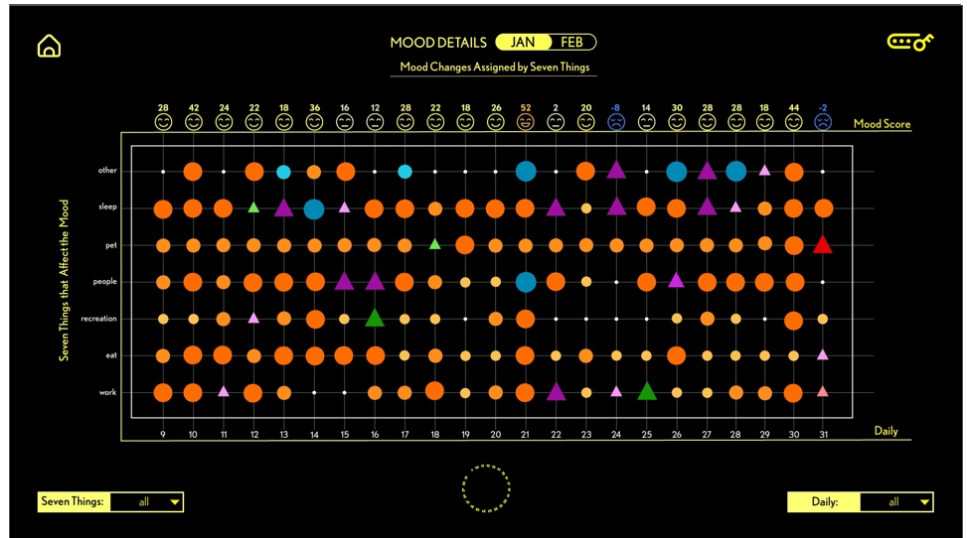 MOOD DETAILS JAN FEB
Mood Changes Assigned by Seven Things
28 42 24 22 18 36 16 12 28 22 18 26 52 2 20 -8 14 30 28 28 18 44 -2
Mood Score
Seven Things that Affect the Mood
other
sleep
pet
people
recreation
eat
work
9 10 11 12 13 14 15 16 17 18 19 20 21 22 23 24 25 26 27 28 29 30 31
Daily
Seven Things: all
Daily: all